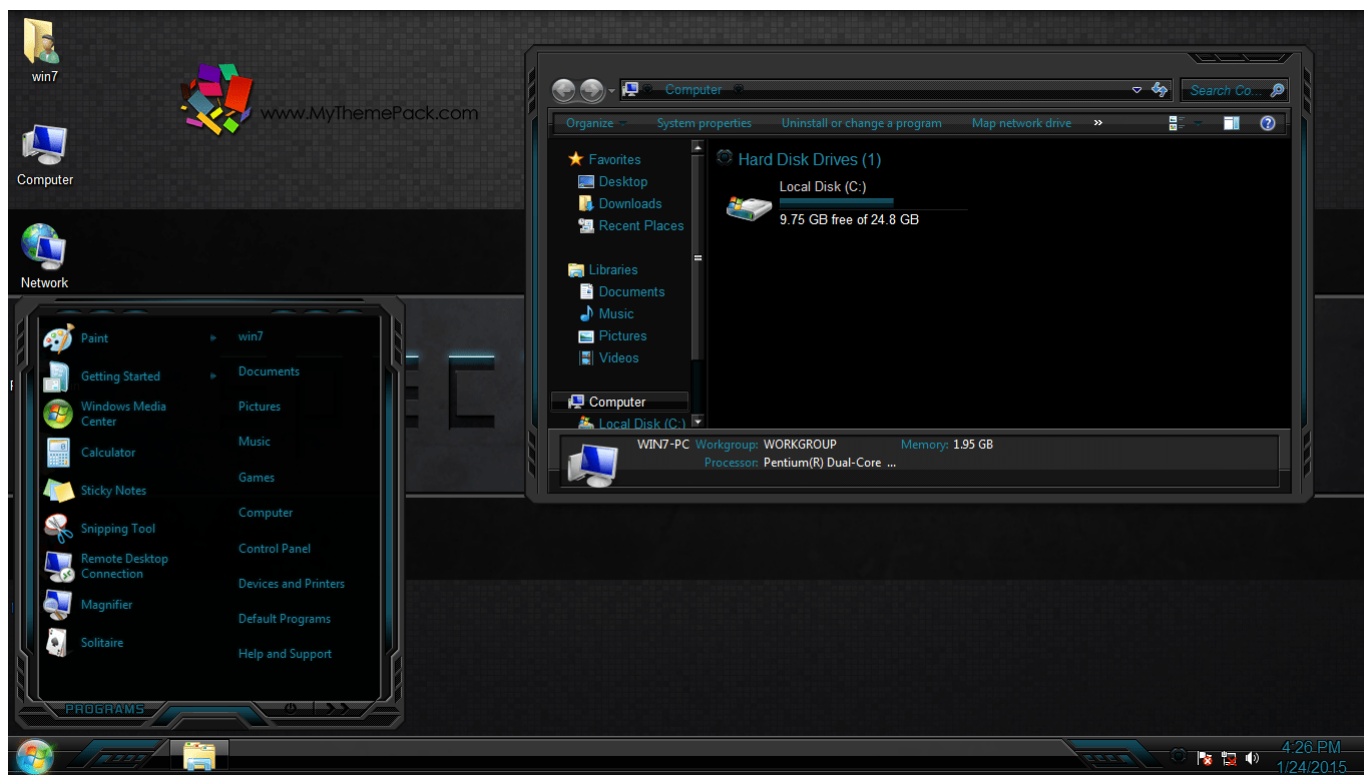 win7
www.MyThemePack.com
Computer
Network
Computer
Search Co...
Organize
System properties
Uninstall or change a program
Map network drive
»
Favorites
Desktop
Downloads
Recent Places
Libraries
Documents
Music
Pictures
Videos
Computer
Local Disk (C:)
Hard Disk Drives (1)
Local Disk (C:)
9.75 GB free of 24.8 GB
WIN7-PC Workgroup: WORKGROUP Memory: 1.95 GB
Processor: Pentium(R) Dual-Core ...
Paint
Getting Started
Windows Media
Center
Calculator
Sticky Notes
Snipping Tool
Remote Desktop
Connection
Magnifier
Solitaire
PROGRAMS
win7
Documents
Pictures
Music
Games
Computer
Control Panel
Devices and Printers
Default Programs
Help and Support
4:26 PM
1/24/2015